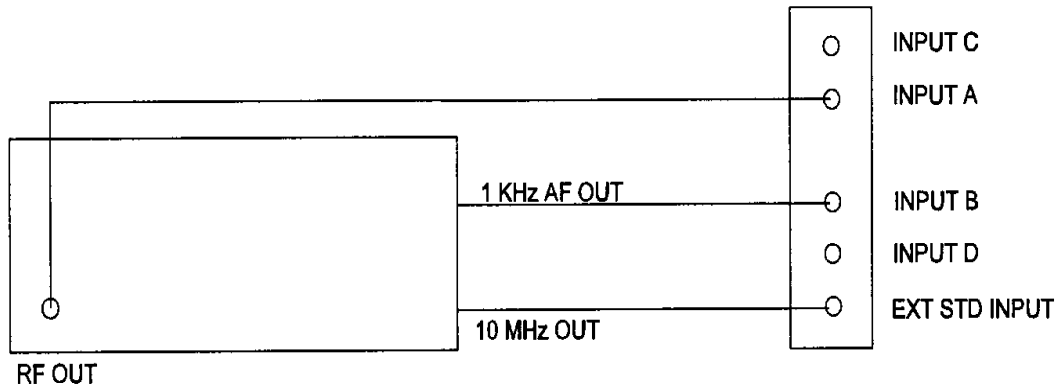 INPUT C
INPUT A
1 KHz AF OUT
INPUT B
INPUT D
10 MHz OUT
EXT STD INPUT
RF OUT